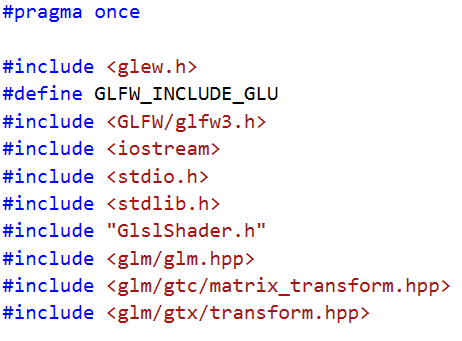 #pragma once
#include <glew.h>
#define GLFW_INCLUDE_GLU
#include <GLFW/glfw3.h>
#include <iostream>
#include <stdio.h>
#include <stdlib.h>
#include "GlslShader.h"
#include <glm/glm.hpp>
#include <glm/gtc/matrix_transform.hpp>
#include <glm/gtx/transform.hpp>